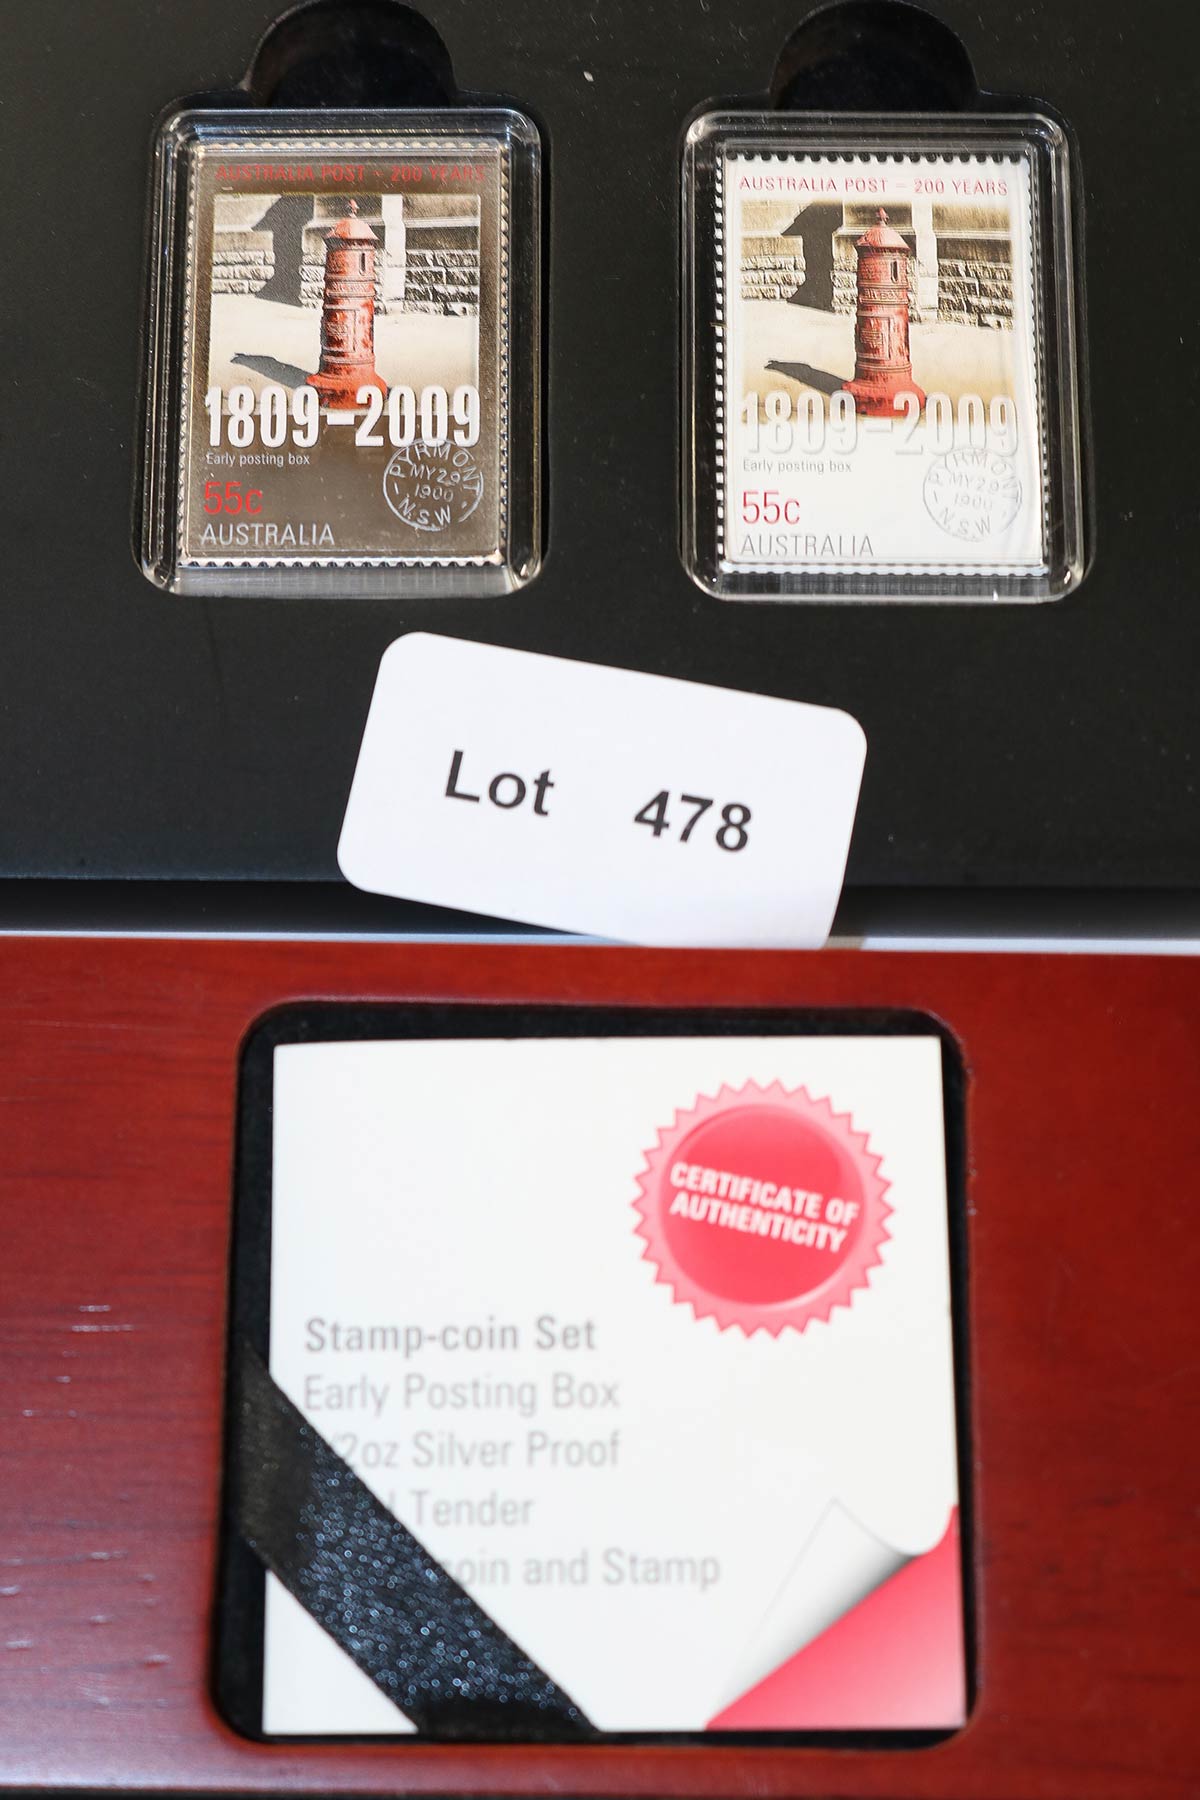 AUSTRALIA POST – 200 YEARS
1809–2009
Early posting box
55c
AUSTRALIA
PYRMONT
MY 29
1900
N.S.W
AUSTRALIA POST – 200 YEARS
1809–2009
Early posting box
55c
AUSTRALIA
PYRMONT
MY 29
1900
N.S.W
Lot 478
CERTIFICATE OF
AUTHENTICITY
Stamp-coin Set
Early Posting Box
/2oz Silver Proof
Tender
coin and Stamp